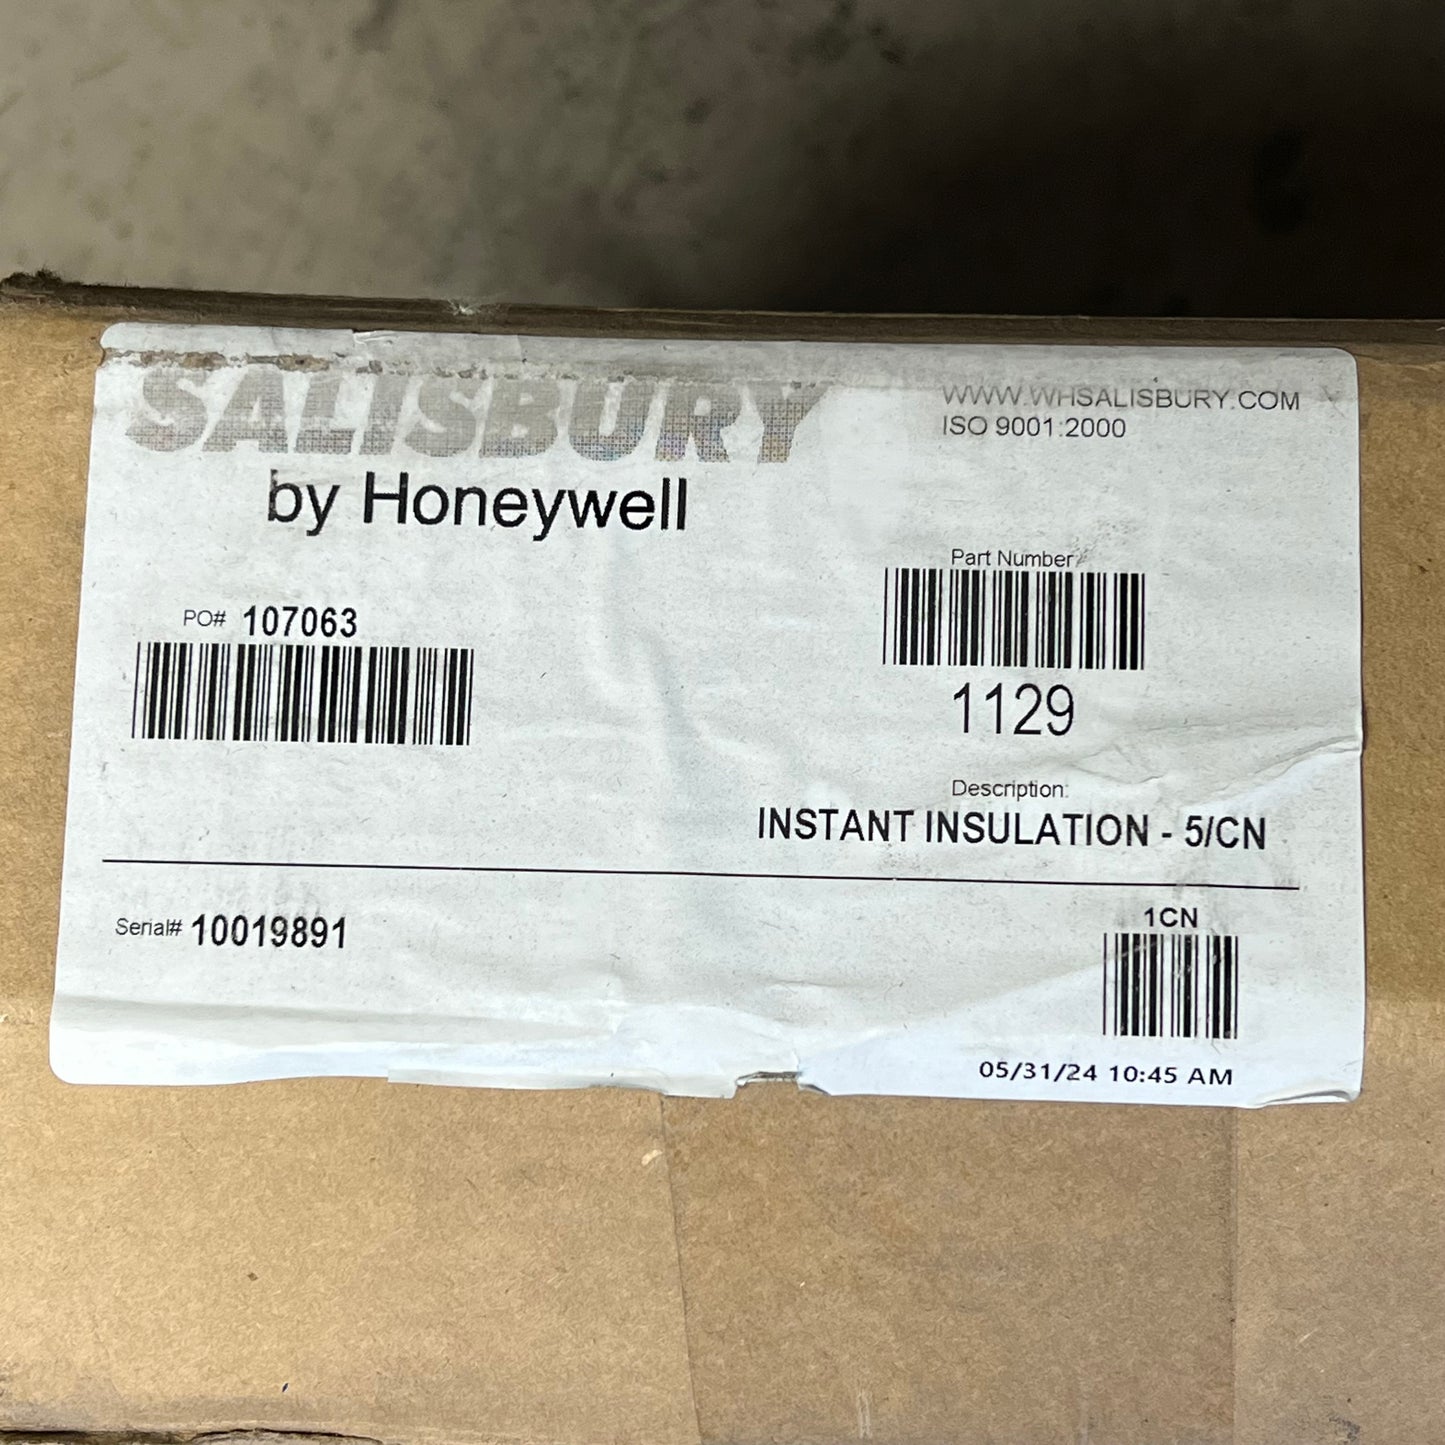 SALISBURY
by Honeywell
WWW.WHSALISBURY.COM
ISO 9001:2000
PO# 107063
Part Number
1129
Description:
INSTANT INSULATION - 5/CN
Serial# 10019891
1CN
05/31/24 10:45 AM